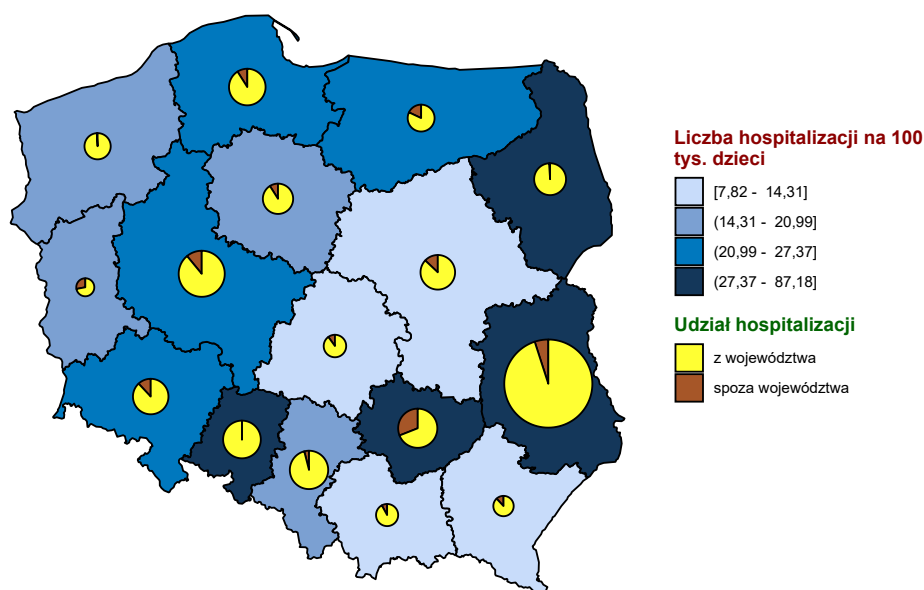 Liczba hospitalizacji na 100
tys. dzieci
[7,82 - 14,31]
(14,31 - 20,99]
(20,99 - 27,37]
(27,37 - 87,18]
Udział hospitalizacji
z województwa
spoza województwa